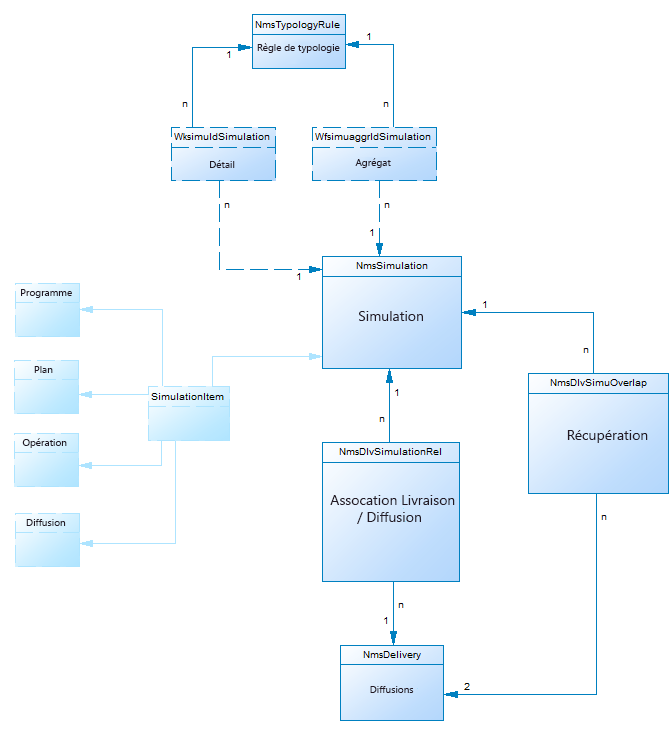 NmsTypologyRule
Règle de typologie
1
1
n
n
WksimuIdSimulation
Détail
WfsimuaggrIdSimulation
Agrégat
n
n
1
1
NmsSimulation
Simulation
Programme
Plan
SimulationItem
Opération
Diffusion
1
n
NmsDlvSimuOverlap
Récupération
1
n
NmsDlvSimulationRel
Assocation Livraison
/ Diffusion
n
n
1
NmsDelivery
Diffusions
2